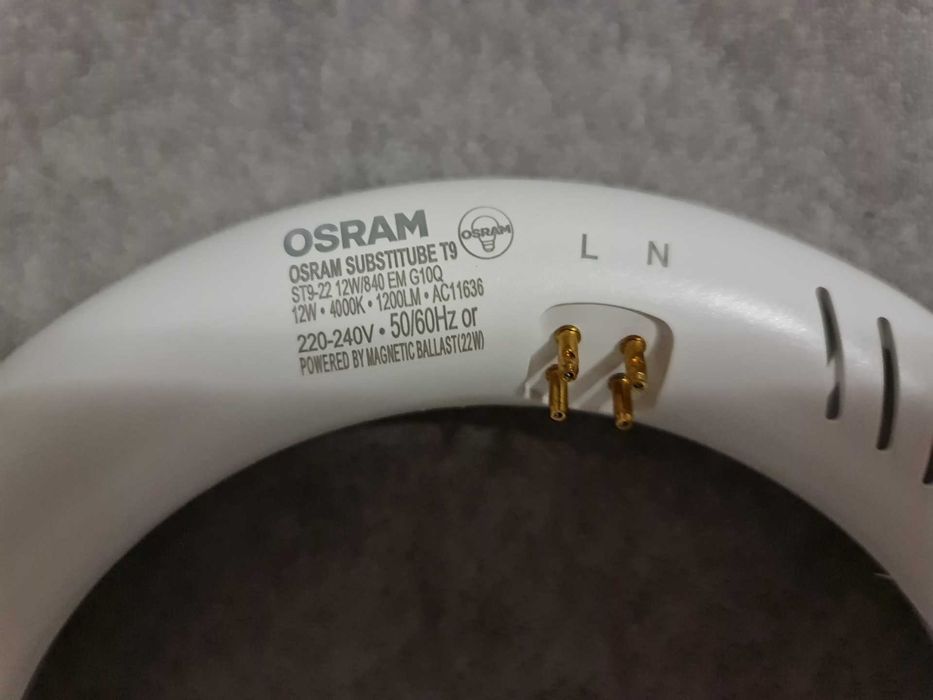 OSRAM
OSRAM
OSRAM SUBSTITUBE T9
ST9-22 12W/840 EM G10Q
12W • 4000K • 1200LM • AC11636
220-240V • 50/60Hz or
POWERED BY MAGNETIC BALLAST(22W)
L N